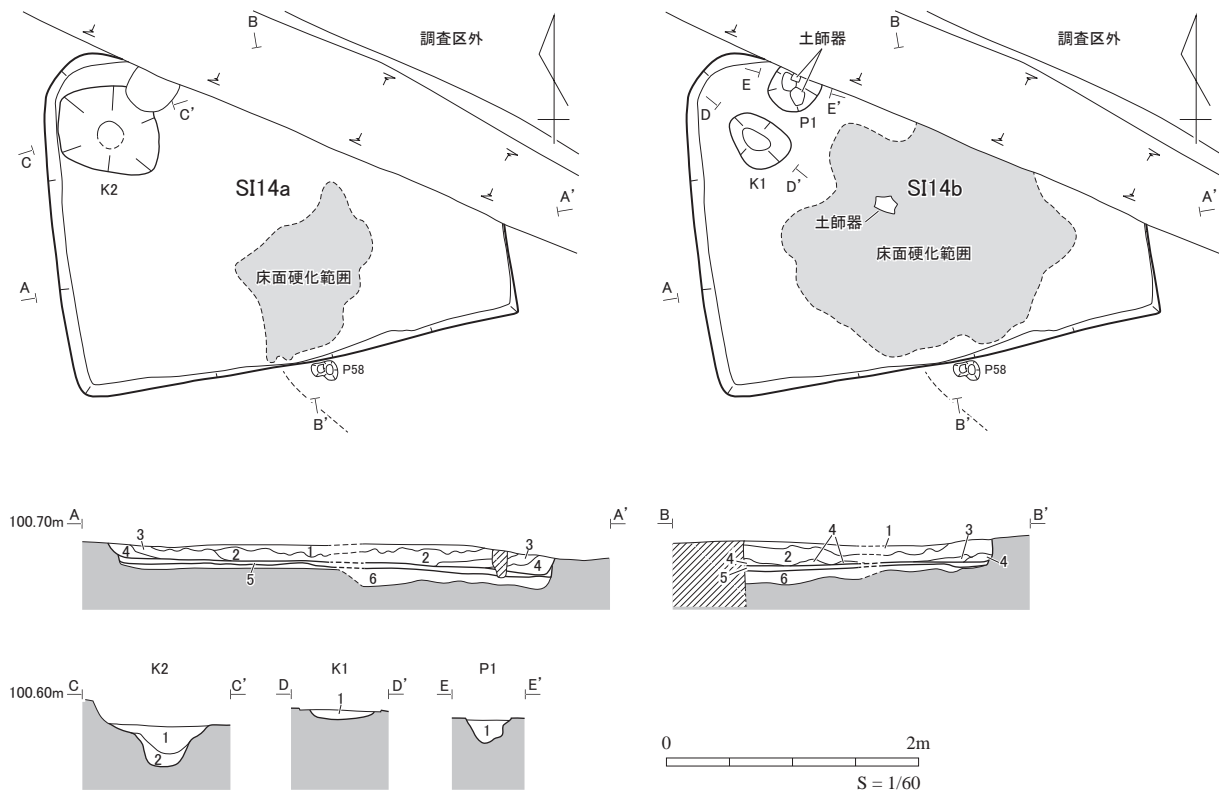 B
調査区外
C'
C
K2
SI14a
A'
床面硬化範囲
A
P58
B'
B
土師器
調査区外
E
E'
D
P1
K1
D'
SI14b
A'
土師器
床面硬化範囲
A
P58
B'
100.70m A
A'
3
4
2
1
2
3
4
5
6
B
B'
4
1
3
2
4
5
6
4
K2
K1
P1
100.60m C
C'
D
D'
E
E'
1
2
1
1
0
2m
S = 1/60